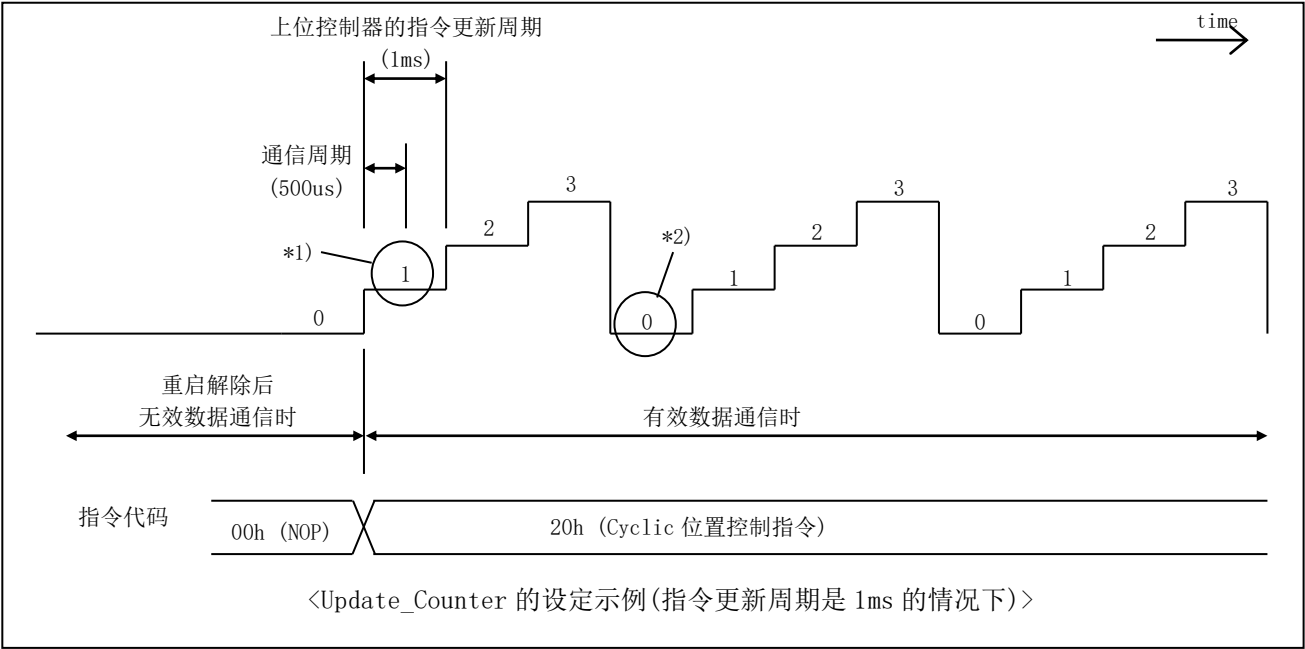 上位控制器的指令更新周期
(1ms)
time
通信周期
(500us)
*1)
*2)
0
1
2
3
0
1
2
3
0
1
2
3
重启解除后
无效数据通信时
有效数据通信时
指令代码
00h (NOP)
20h (Cyclic 位置控制指令)
<Update_Counter 的设定示例(指令更新周期是 1ms 的情况下)>